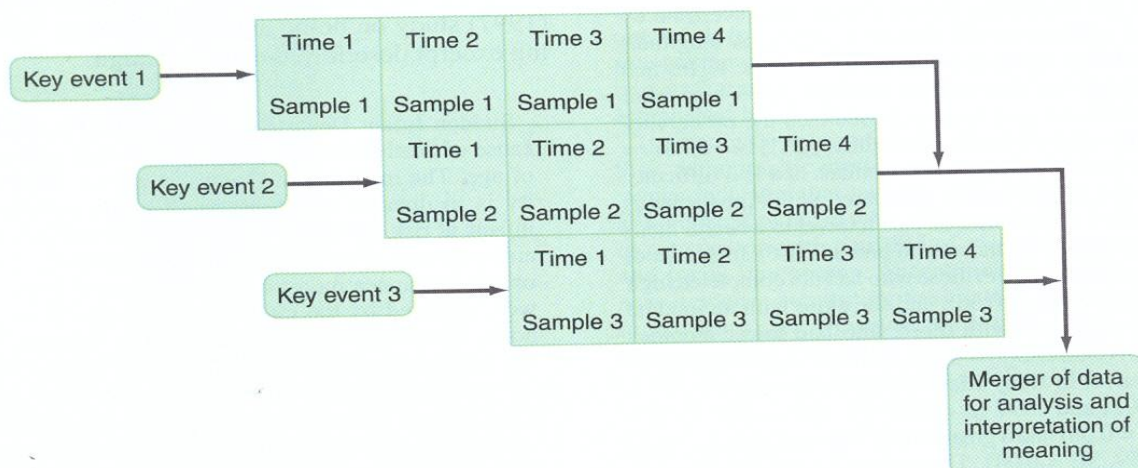 Time 1 Time 2 Time 3 Time 4
Key event 1
Sample 1 Sample 1 Sample 1 Sample 1
Time 1 Time 2 Time 3 Time 4
Key event 2
Sample 2 Sample 2 Sample 2 Sample 2
Time 1 Time 2 Time 3 Time 4
Key event 3
Sample 3 Sample 3 Sample 3 Sample 3
Merger of data
for analysis and
interpretation of
meaning